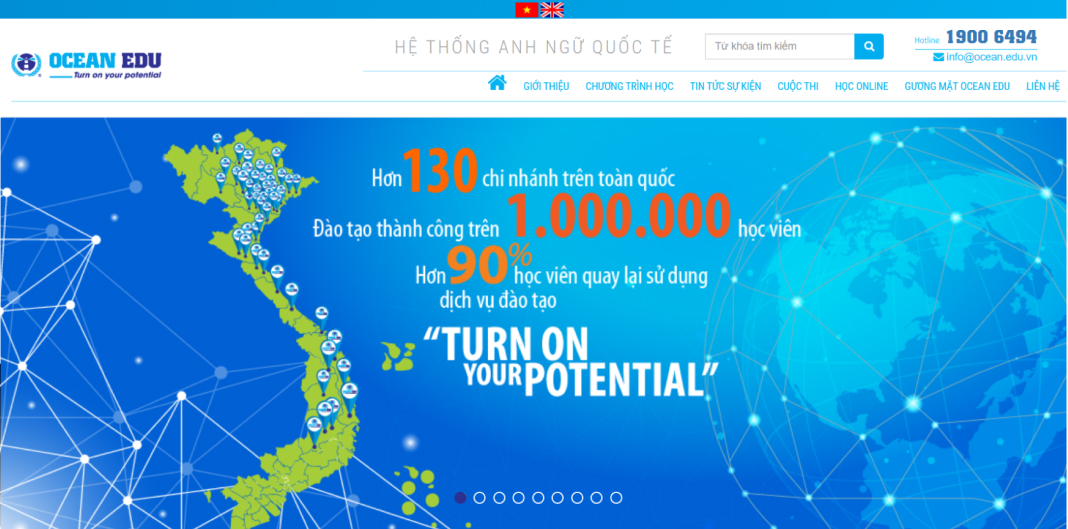 OCEAN EDU
Turn on your potential
HỆ THỐNG ANH NGỮ QUỐC TẾ
Từ khóa tìm kiếm
Hotline 1900 6494
info@ocean.edu.vn
GIỚI THIỆU CHƯƠNG TRÌNH HỌC TIN TỨC SỰ KIỆN CUỘC THI HỌC ONLINE GƯƠNG MẶT OCEAN EDU LIÊN HỆ
Hơn 130 chi nhánh trên toàn quốc
Đào tạo thành công trên 1.000.000 học viên
Hơn 90% học viên quay lại sử dụng
dịch vụ đào tạo
“TURN ON
YOUR POTENTIAL”